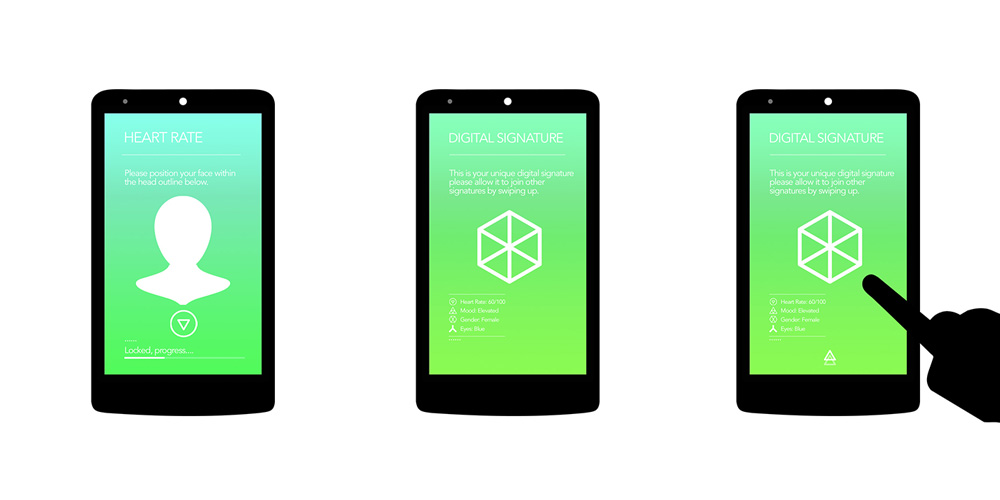 HEART RATE
Please position your face within
the head outline below.
Locked, progress....
DIGITAL SIGNATURE
This is your unique digital signature
please allow it to join other
signatures by swiping up.
Heart Rate: 60/100
Mood: Elevated
Gender: Female
Eyes: Blue
DIGITAL SIGNATURE
This is your unique digital signature
please allow it to join other
signatures by swiping up.
Heart Rate: 60/100
Mood: Elevated
Gender: Female
Eyes: Blue